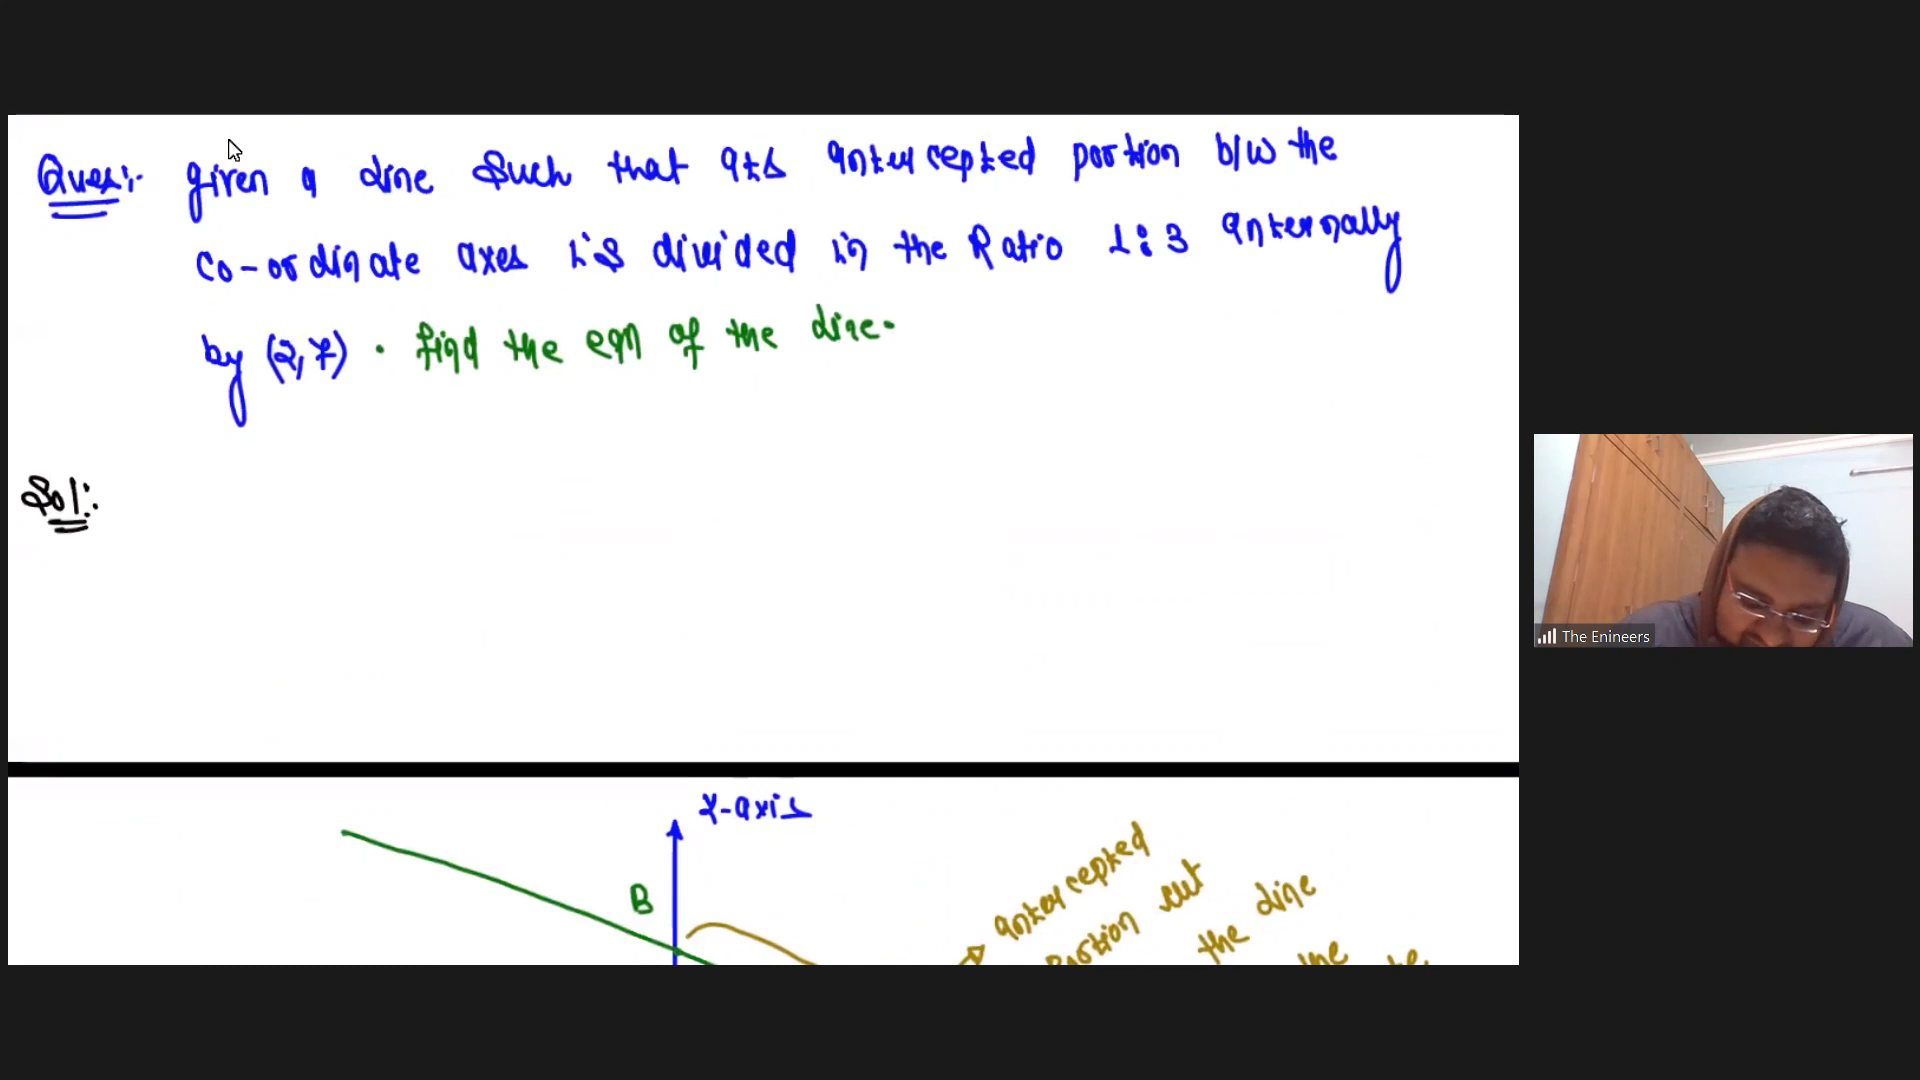 Ques:- given a line such that its intercepted portion b/w the
co-ordinate axes is divided in the Ratio 1:3 internally
by (2,7). find the eqn of the line.
Sol:-
Y-axis
B
intercepted
portion cut
the line
the
The Enineers